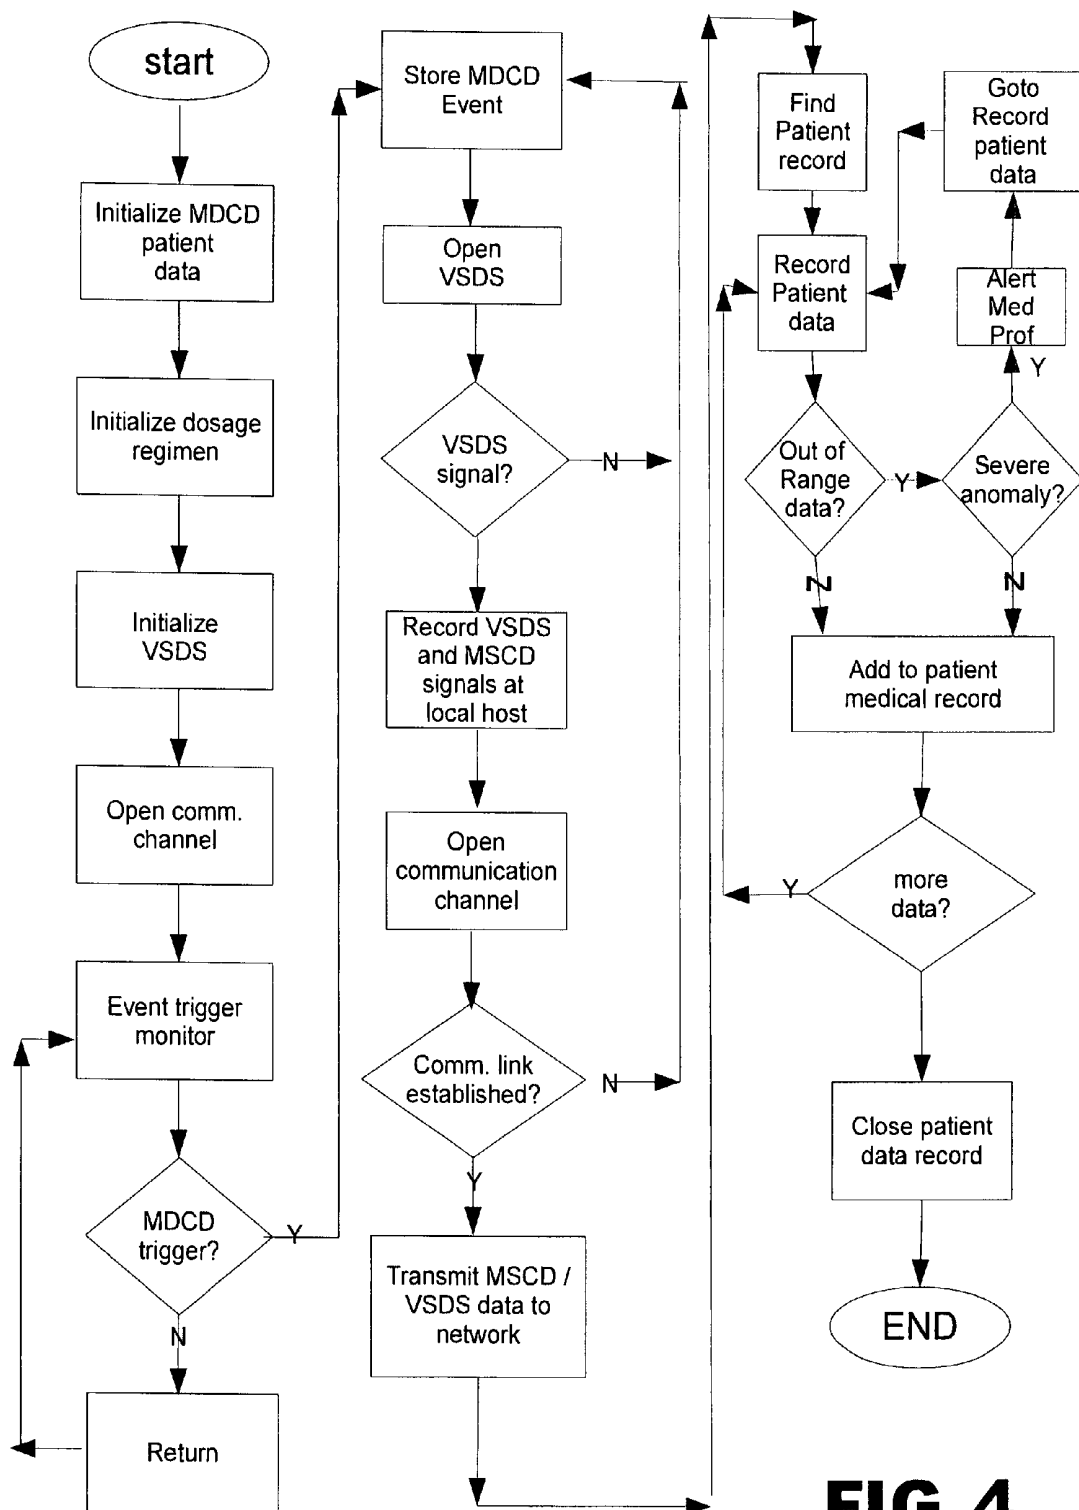 start
Initialize MDCD
patient
data
Initialize dosage
regimen
Initialize
VSDS
Open comm.
channel
Event trigger
monitor
MDCD
trigger?
Y
N
Return
Store MDCD
Event
Open
VSDS
VSDS
signal?
N
Record VSDS
and MSCD
signals at
local host
Open
communication
channel
Comm. link
established?
N
Y
Transmit MSCD /
VSDS data to
network
Find
Patient
record
Goto
Record
patient
data
Record
Patient
data
Alert
Med
Prof
Y
Out of
Range
data?
Y
Severe
anomaly?
N
N
Add to patient
medical record
more
data?
Y
Close patient
data record
END
FIG 4